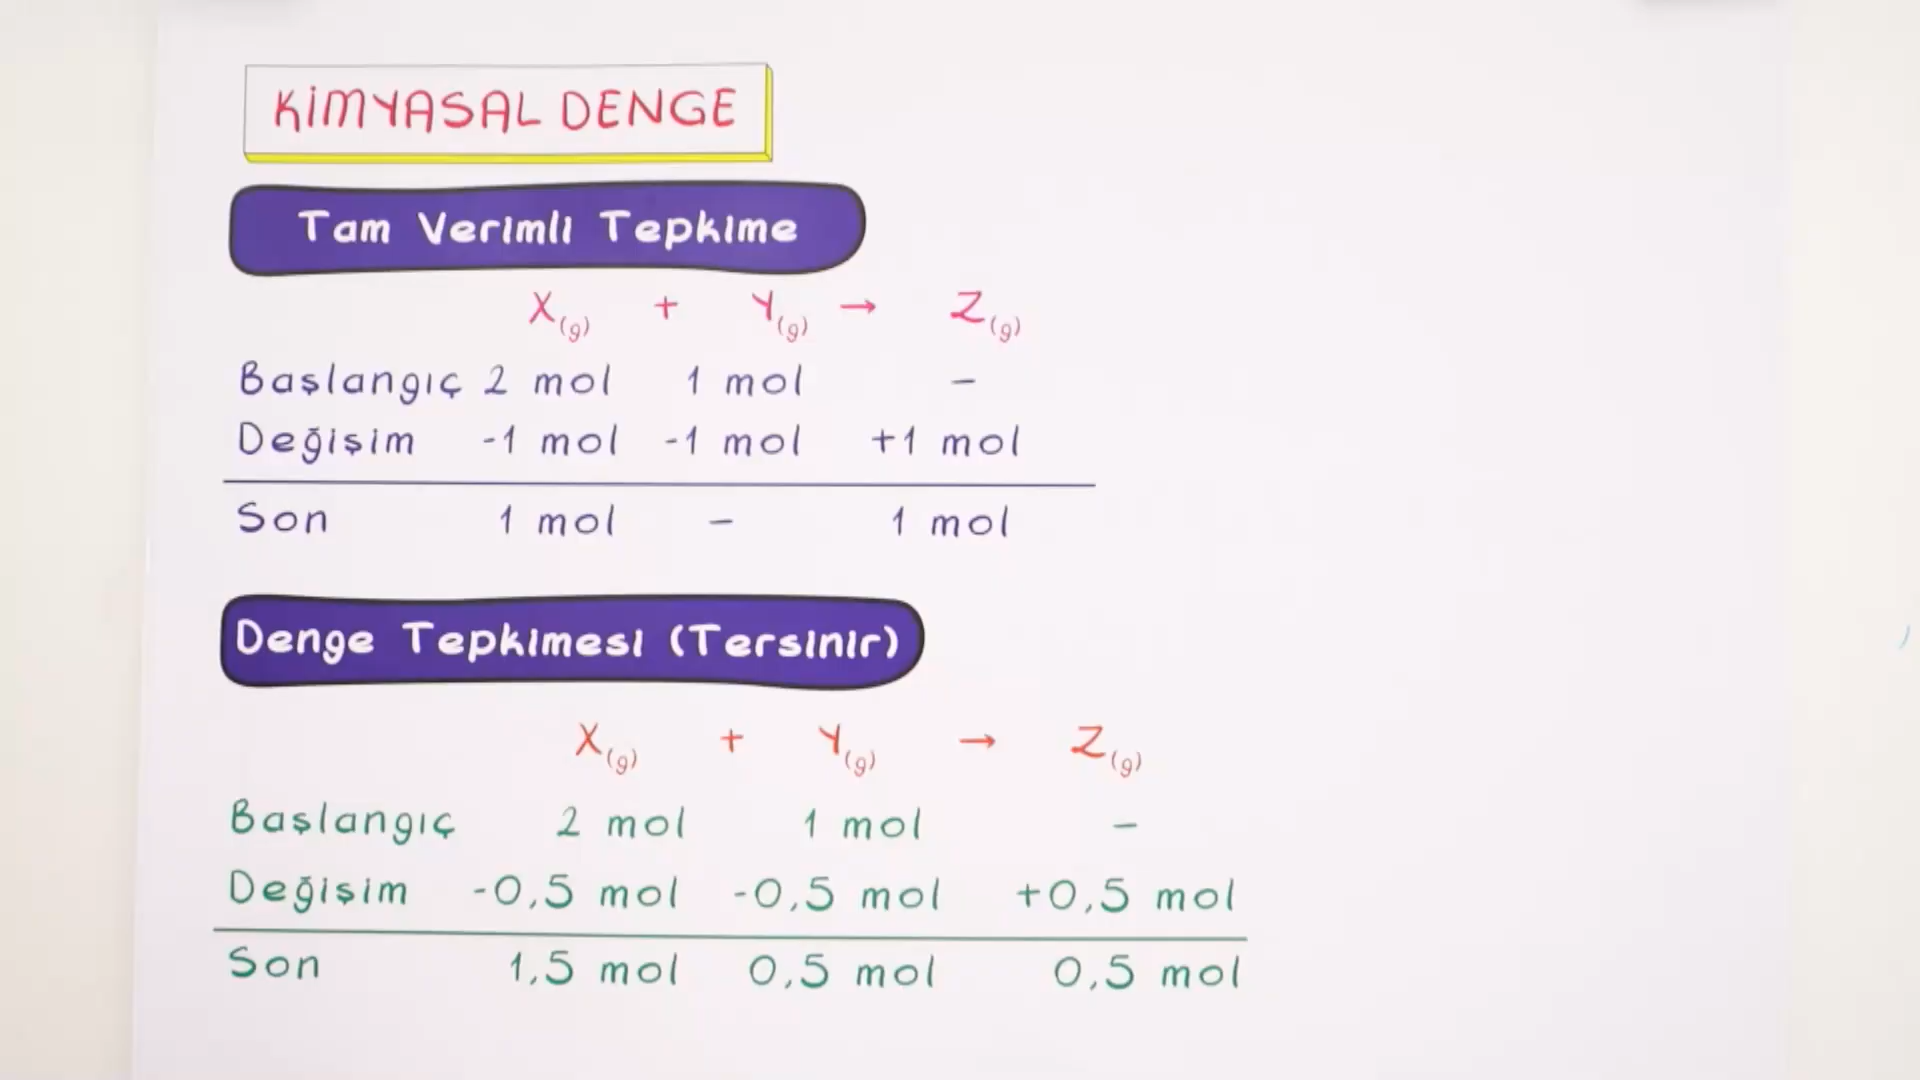 KİMYASAL DENGE
Tam Verimli Tepkime
X(g) + Y(g) → Z(g)
Başlangıç 2 mol 1 mol –
Değişim -1 mol -1 mol +1 mol
Son 1 mol – 1 mol
Denge Tepkimesi (Tersinir)
X(g) + Y(g) → Z(g)
Başlangıç 2 mol 1 mol –
Değişim -0,5 mol -0,5 mol +0,5 mol
Son 1,5 mol 0,5 mol 0,5 mol